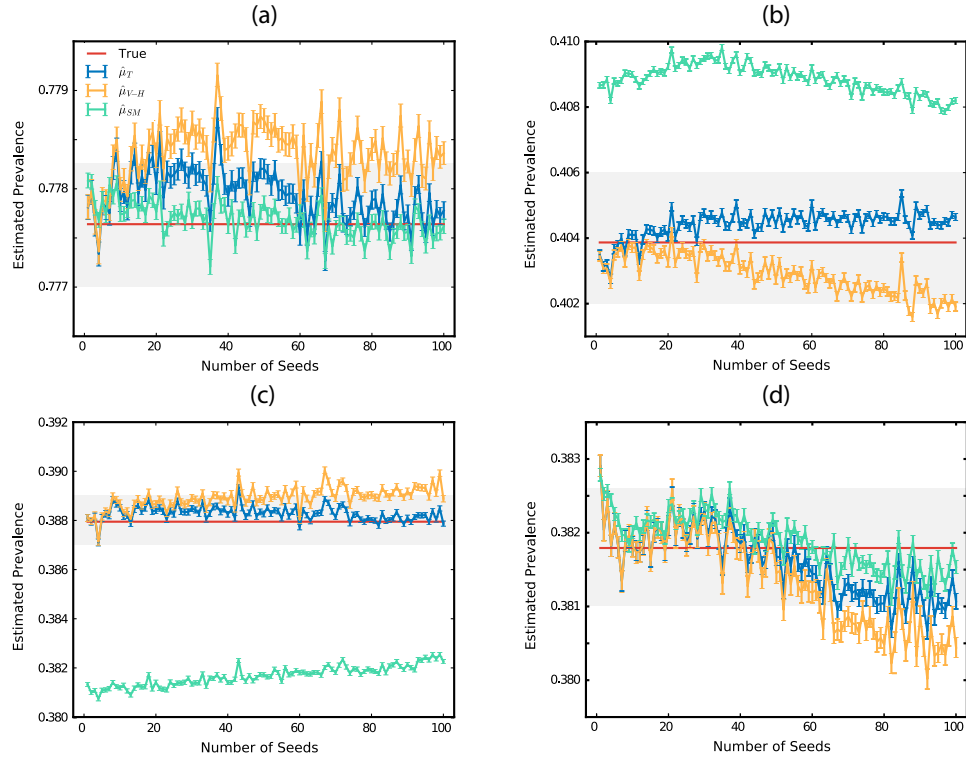 (a)
0.779
0.778
0.777
Estimated Prevalence
True
μ̂_T
μ̂_V-H
μ̂_SM
0 20 40 60 80 100
Number of Seeds
(b)
0.410
0.408
0.406
0.404
0.402
Estimated Prevalence
0 20 40 60 80 100
Number of Seeds
(c)
0.392
0.390
0.388
0.386
0.384
0.382
0.380
Estimated Prevalence
0 20 40 60 80 100
Number of Seeds
(d)
0.383
0.382
0.381
0.380
Estimated Prevalence
0 20 40 60 80 100
Number of Seeds